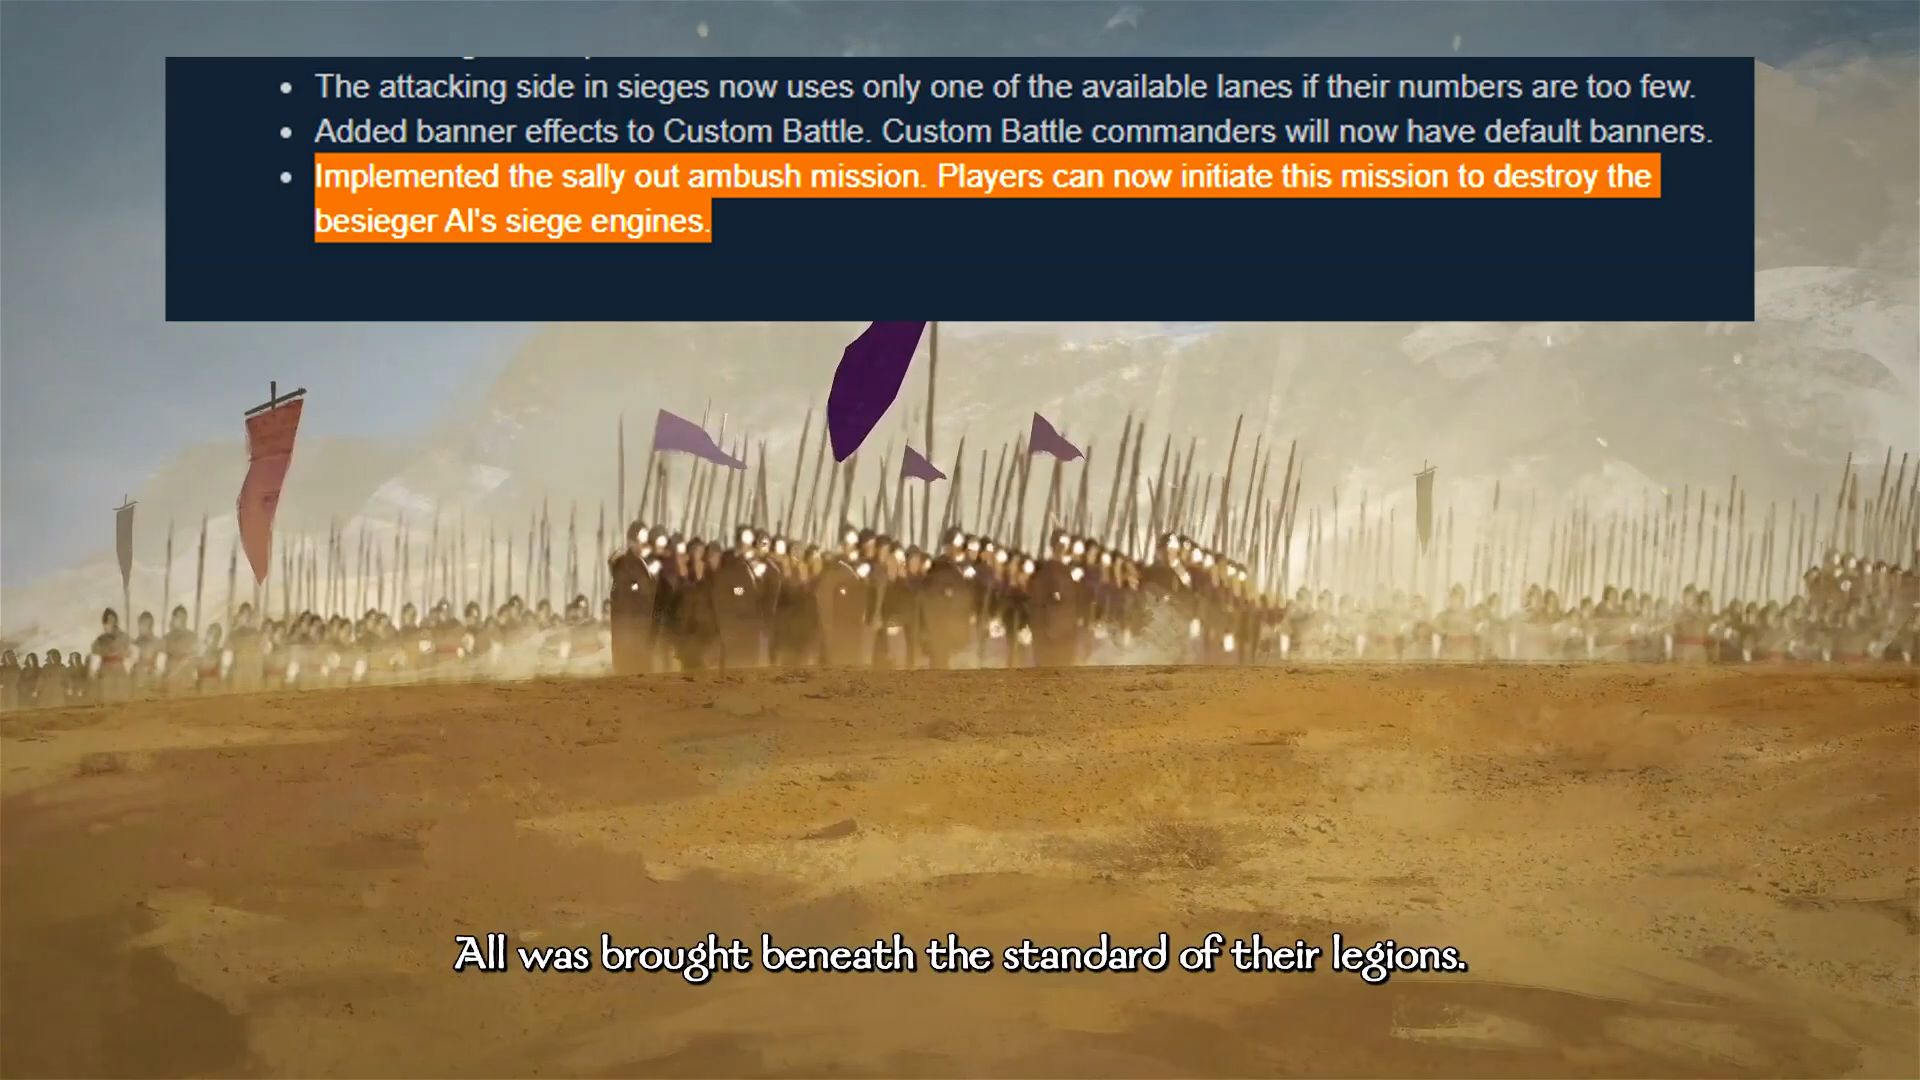 The attacking side in sieges now uses only one of the available lanes if their numbers are too few.
Added banner effects to Custom Battle. Custom Battle commanders will now have default banners.
Implemented the sally out ambush mission. Players can now initiate this mission to destroy the
besieger AI's siege engines.
All was brought beneath the standard of their legions.